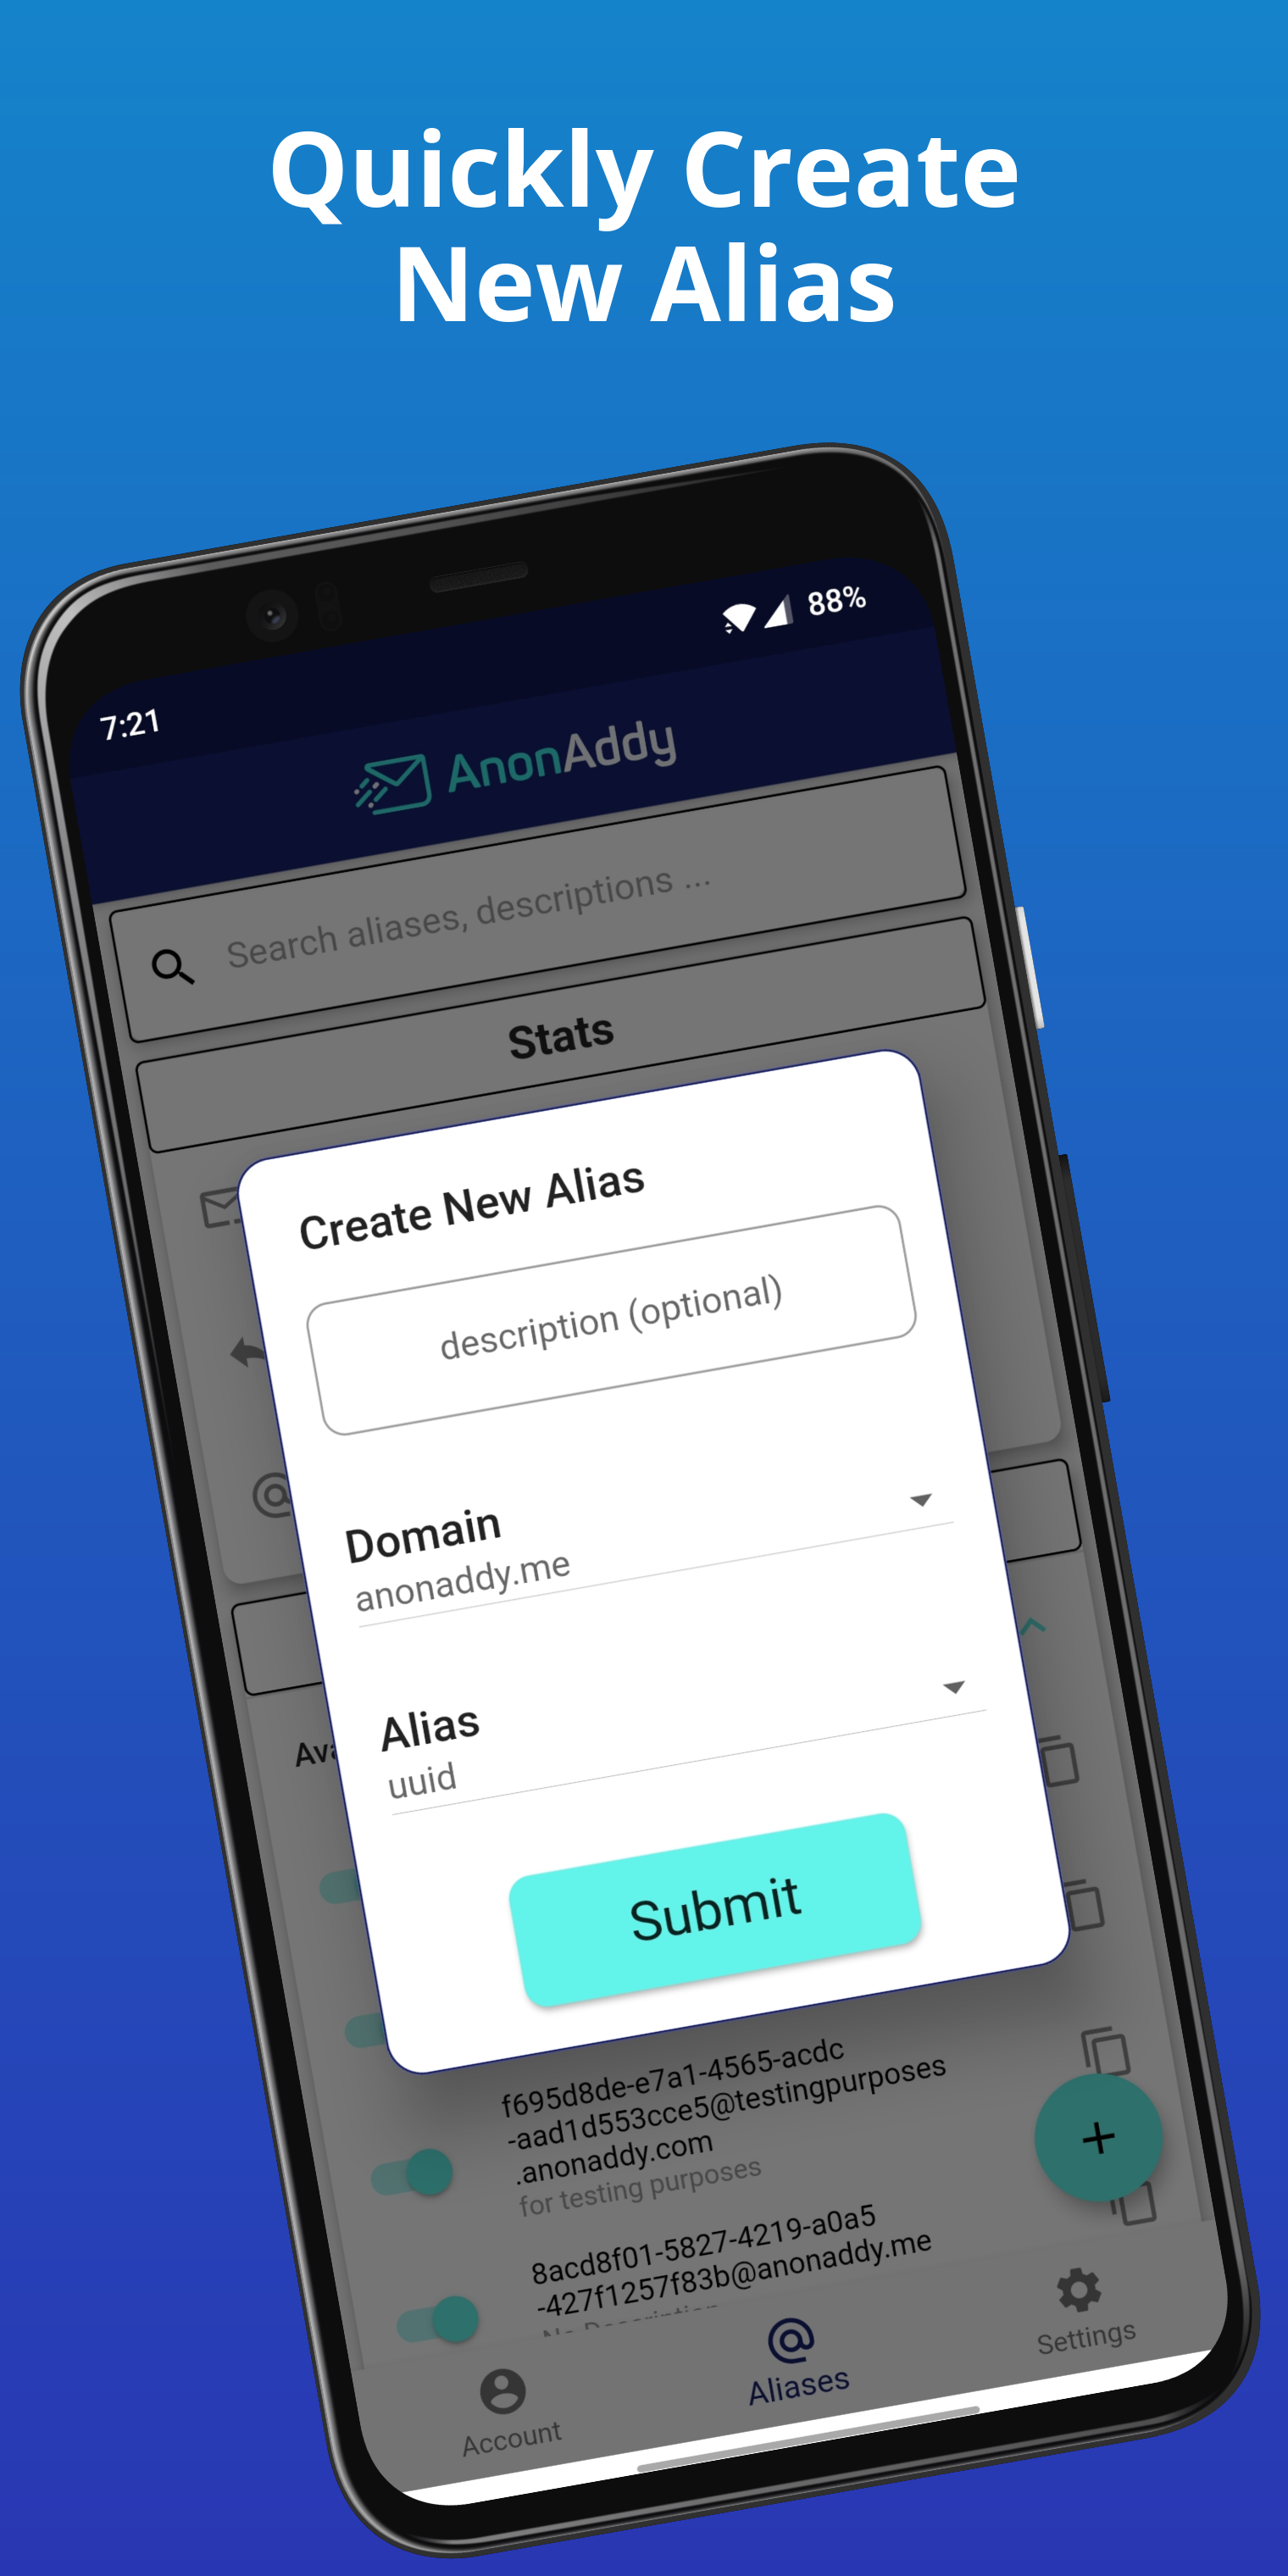 Quickly Create
New Alias
7:21
88%
AnonAddy
Search aliases, descriptions ...
Stats
Create New Alias
description (optional)
Domain
anonaddy.me
Alias
uuid
Submit
f695d8de-e7a1-4565-acdc
-aad1d553cce5@testingpurposes
.anonaddy.com
for testing purposes
8acd8f01-5827-4219-a0a5
-427f1257f83b@anonaddy.me
Account
Aliases
Settings